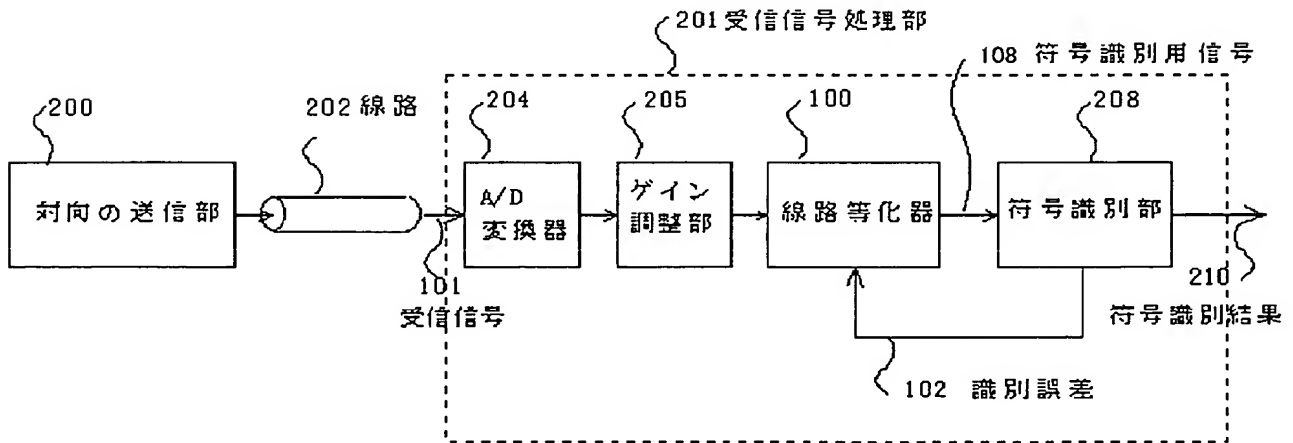 201受信信号処理部
108 符号識別用信号
200
202線路
204
205
100
208
対向の送信部
A/D
変換器
ゲイン
調整部
線路等化器
符号識別部
101
受信信号
210
符号識別結果
102 識別誤差